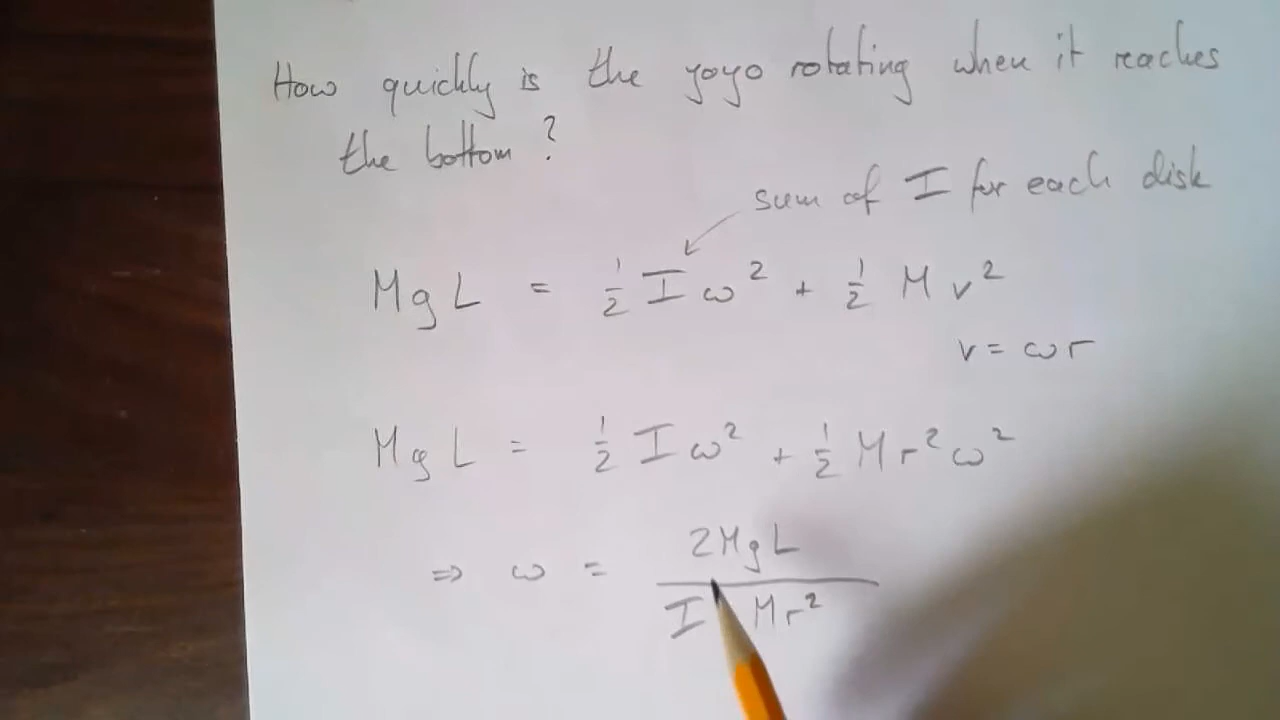 How quickly is the yoyo rotating when it reaches
the bottom ?
sum of I for each disk
MgL = ½ I ω² + ½ M v²
v = ωr
MgL = ½ I ω² + ½ M r² ω²
⇒ ω = 2MgL
I Mr²